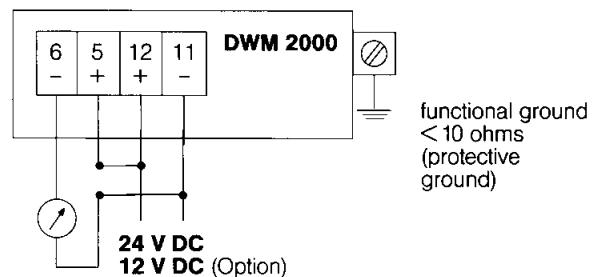 DWM 2000
6 5 12 11
- + + -
functional ground
< 10 ohms
(protective
ground)
24 V DC
12 V DC (Option)